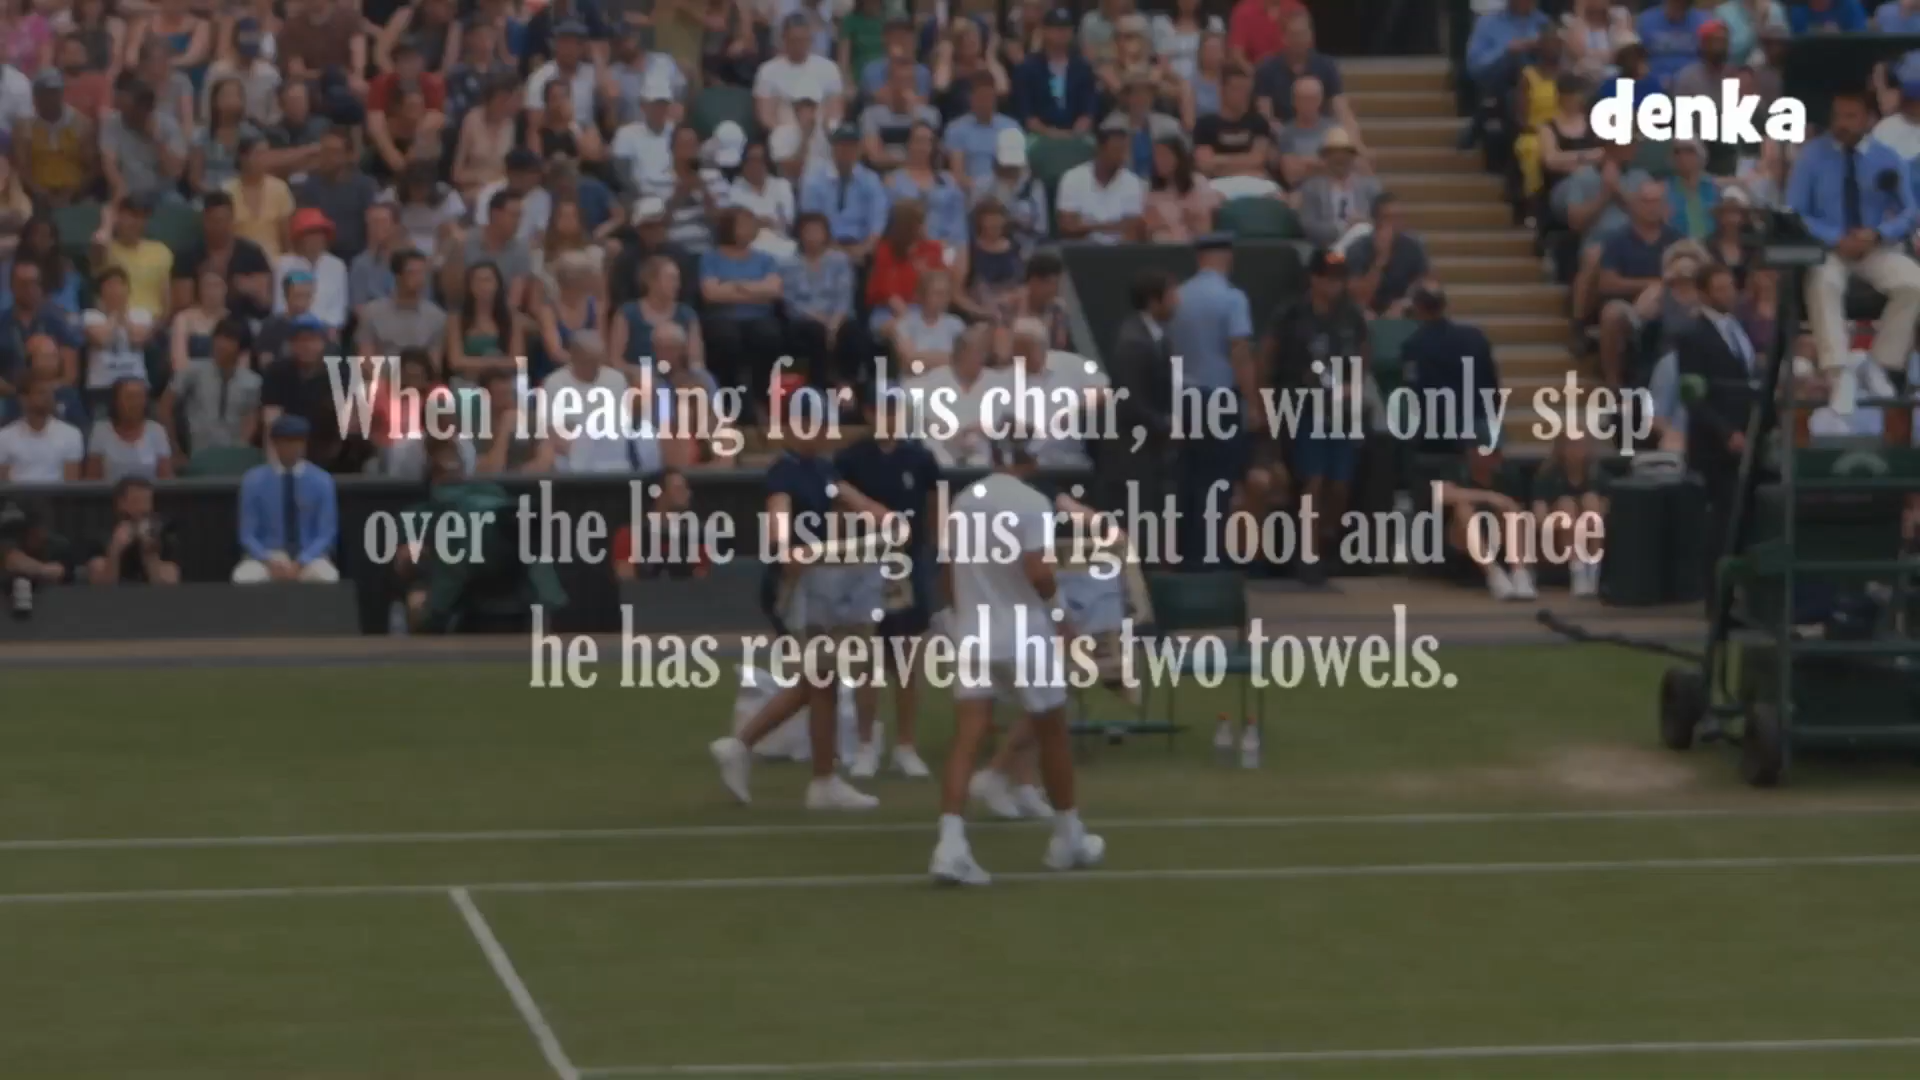 denka
When heading for his chair, he will only step
over the line using his right foot and once
he has received his two towels.